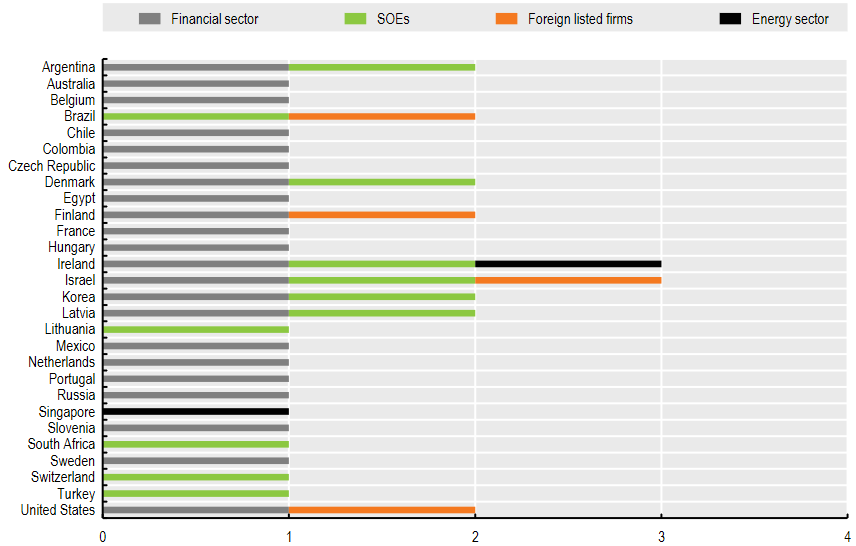 Financial sector SOEs Foreign listed firms Energy sector
Argentina
Australia
Belgium
Brazil
Chile
Colombia
Czech Republic
Denmark
Egypt
Finland
France
Hungary
Ireland
Israel
Korea
Latvia
Lithuania
Mexico
Netherlands
Portugal
Russia
Singapore
Slovenia
South Africa
Sweden
Switzerland
Turkey
United States
0 1 2 3 4